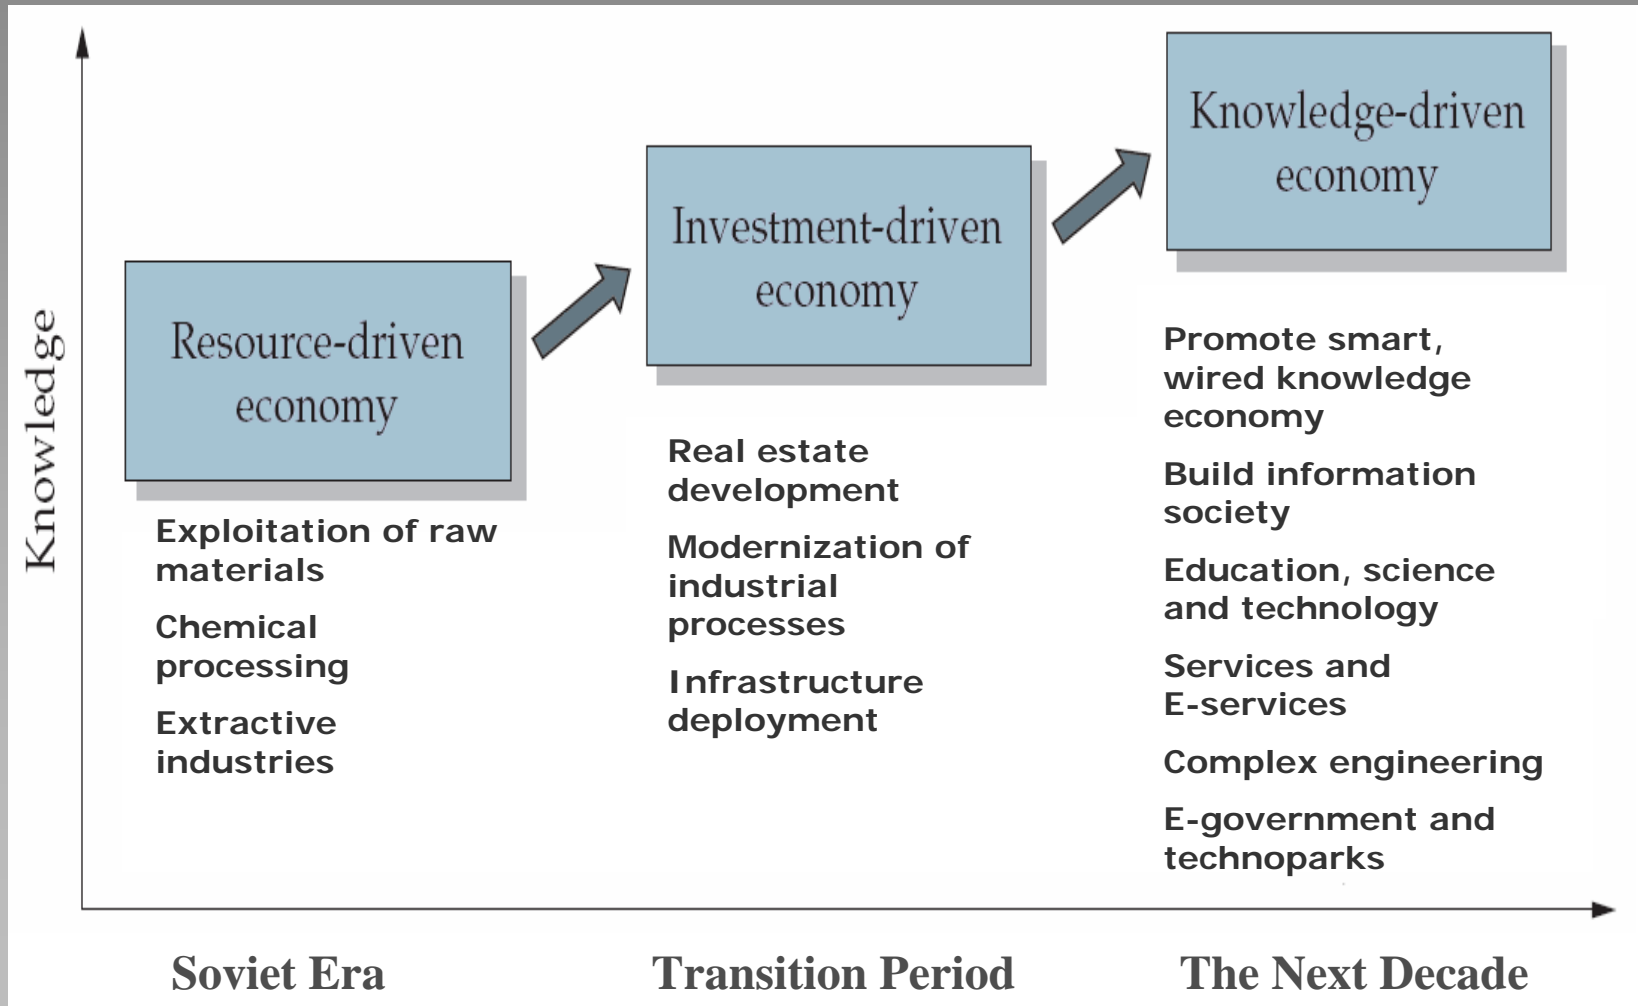 Knowledge
Resource-driven
economy
Exploitation of raw
materials
Chemical
processing
Extractive
industries
Soviet Era
Investment-driven
economy
Real estate
development
Modernization of
industrial
processes
Infrastructure
deployment
Transition Period
Knowledge-driven
economy
Promote smart,
wired knowledge
economy
Build information
society
Education, science
and technology
Services and
E-services
Complex engineering
E-government and
technoparks
The Next Decade